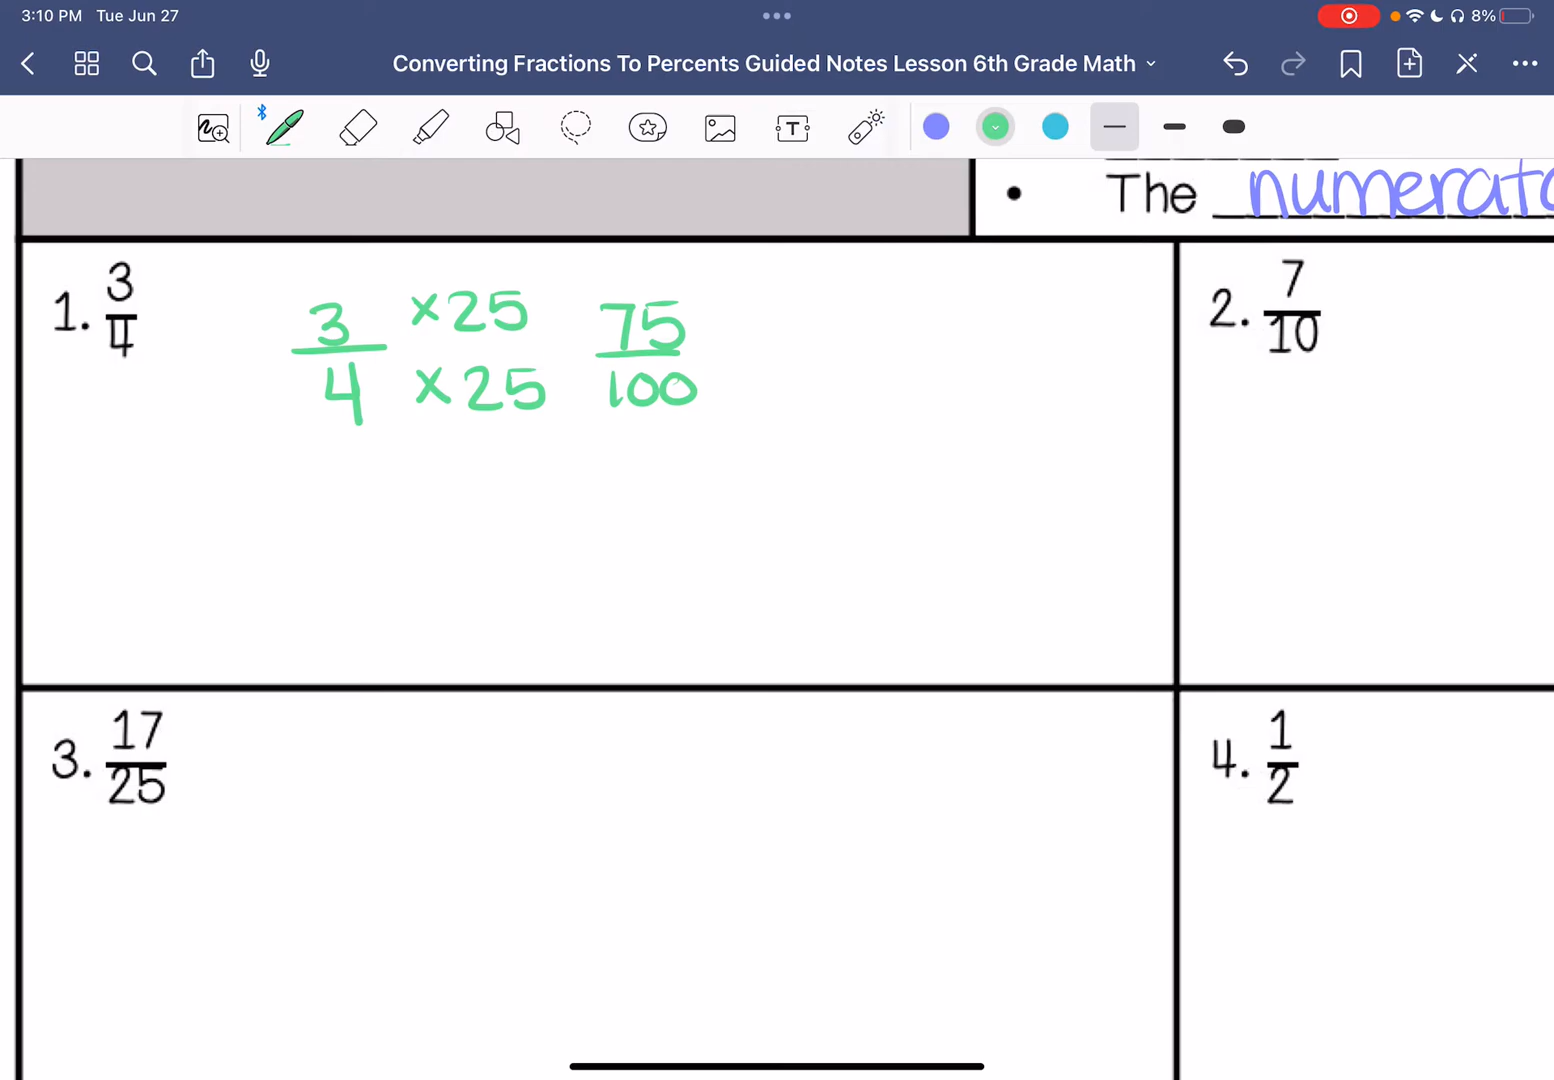 3:10 PM Tue Jun 27
8%
Converting Fractions To Percents Guided Notes Lesson 6th Grade Math
T
• The
1. 3/4
3/4 ×25 ×25 75/100
2. 7/10
3. 17/25
4. 1/2